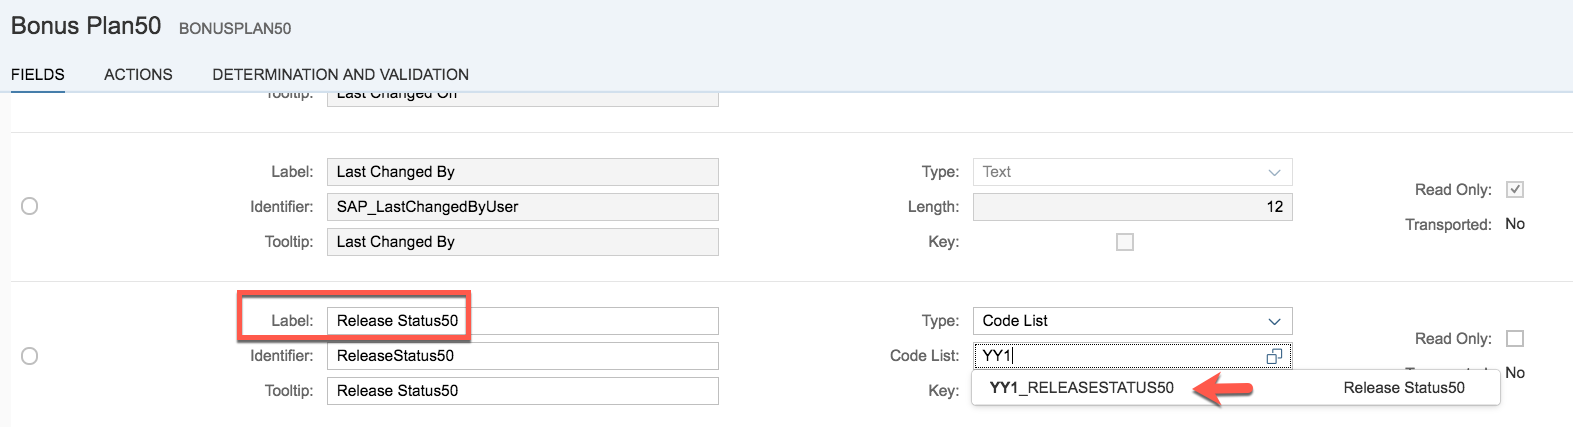 Bonus Plan50 BONUSPLAN50
FIELDS ACTIONS DETERMINATION AND VALIDATION
Tooltip: Last Changed On
Label: Last Changed By Type: Text
Read Only:
Identifier: SAP_LastChangedByUser Length: 12
Transported: No
Tooltip: Last Changed By Key:
Label: Release Status50 Type: Code List
Read Only:
Identifier: ReleaseStatus50 Code List: YY1
No
Tooltip: Release Status50 Key: YY1_RELEASESTATUS50 Release Status50